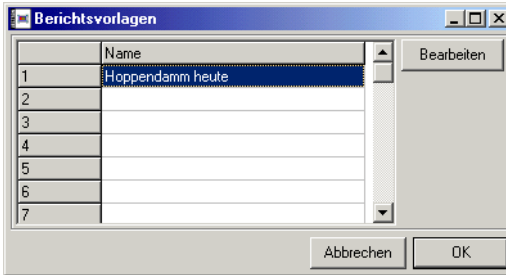 Berichtsvorlagen
Name
Bearbeiten
1 Hoppendamm heute
2
3
4
5
6
7
Abbrechen OK